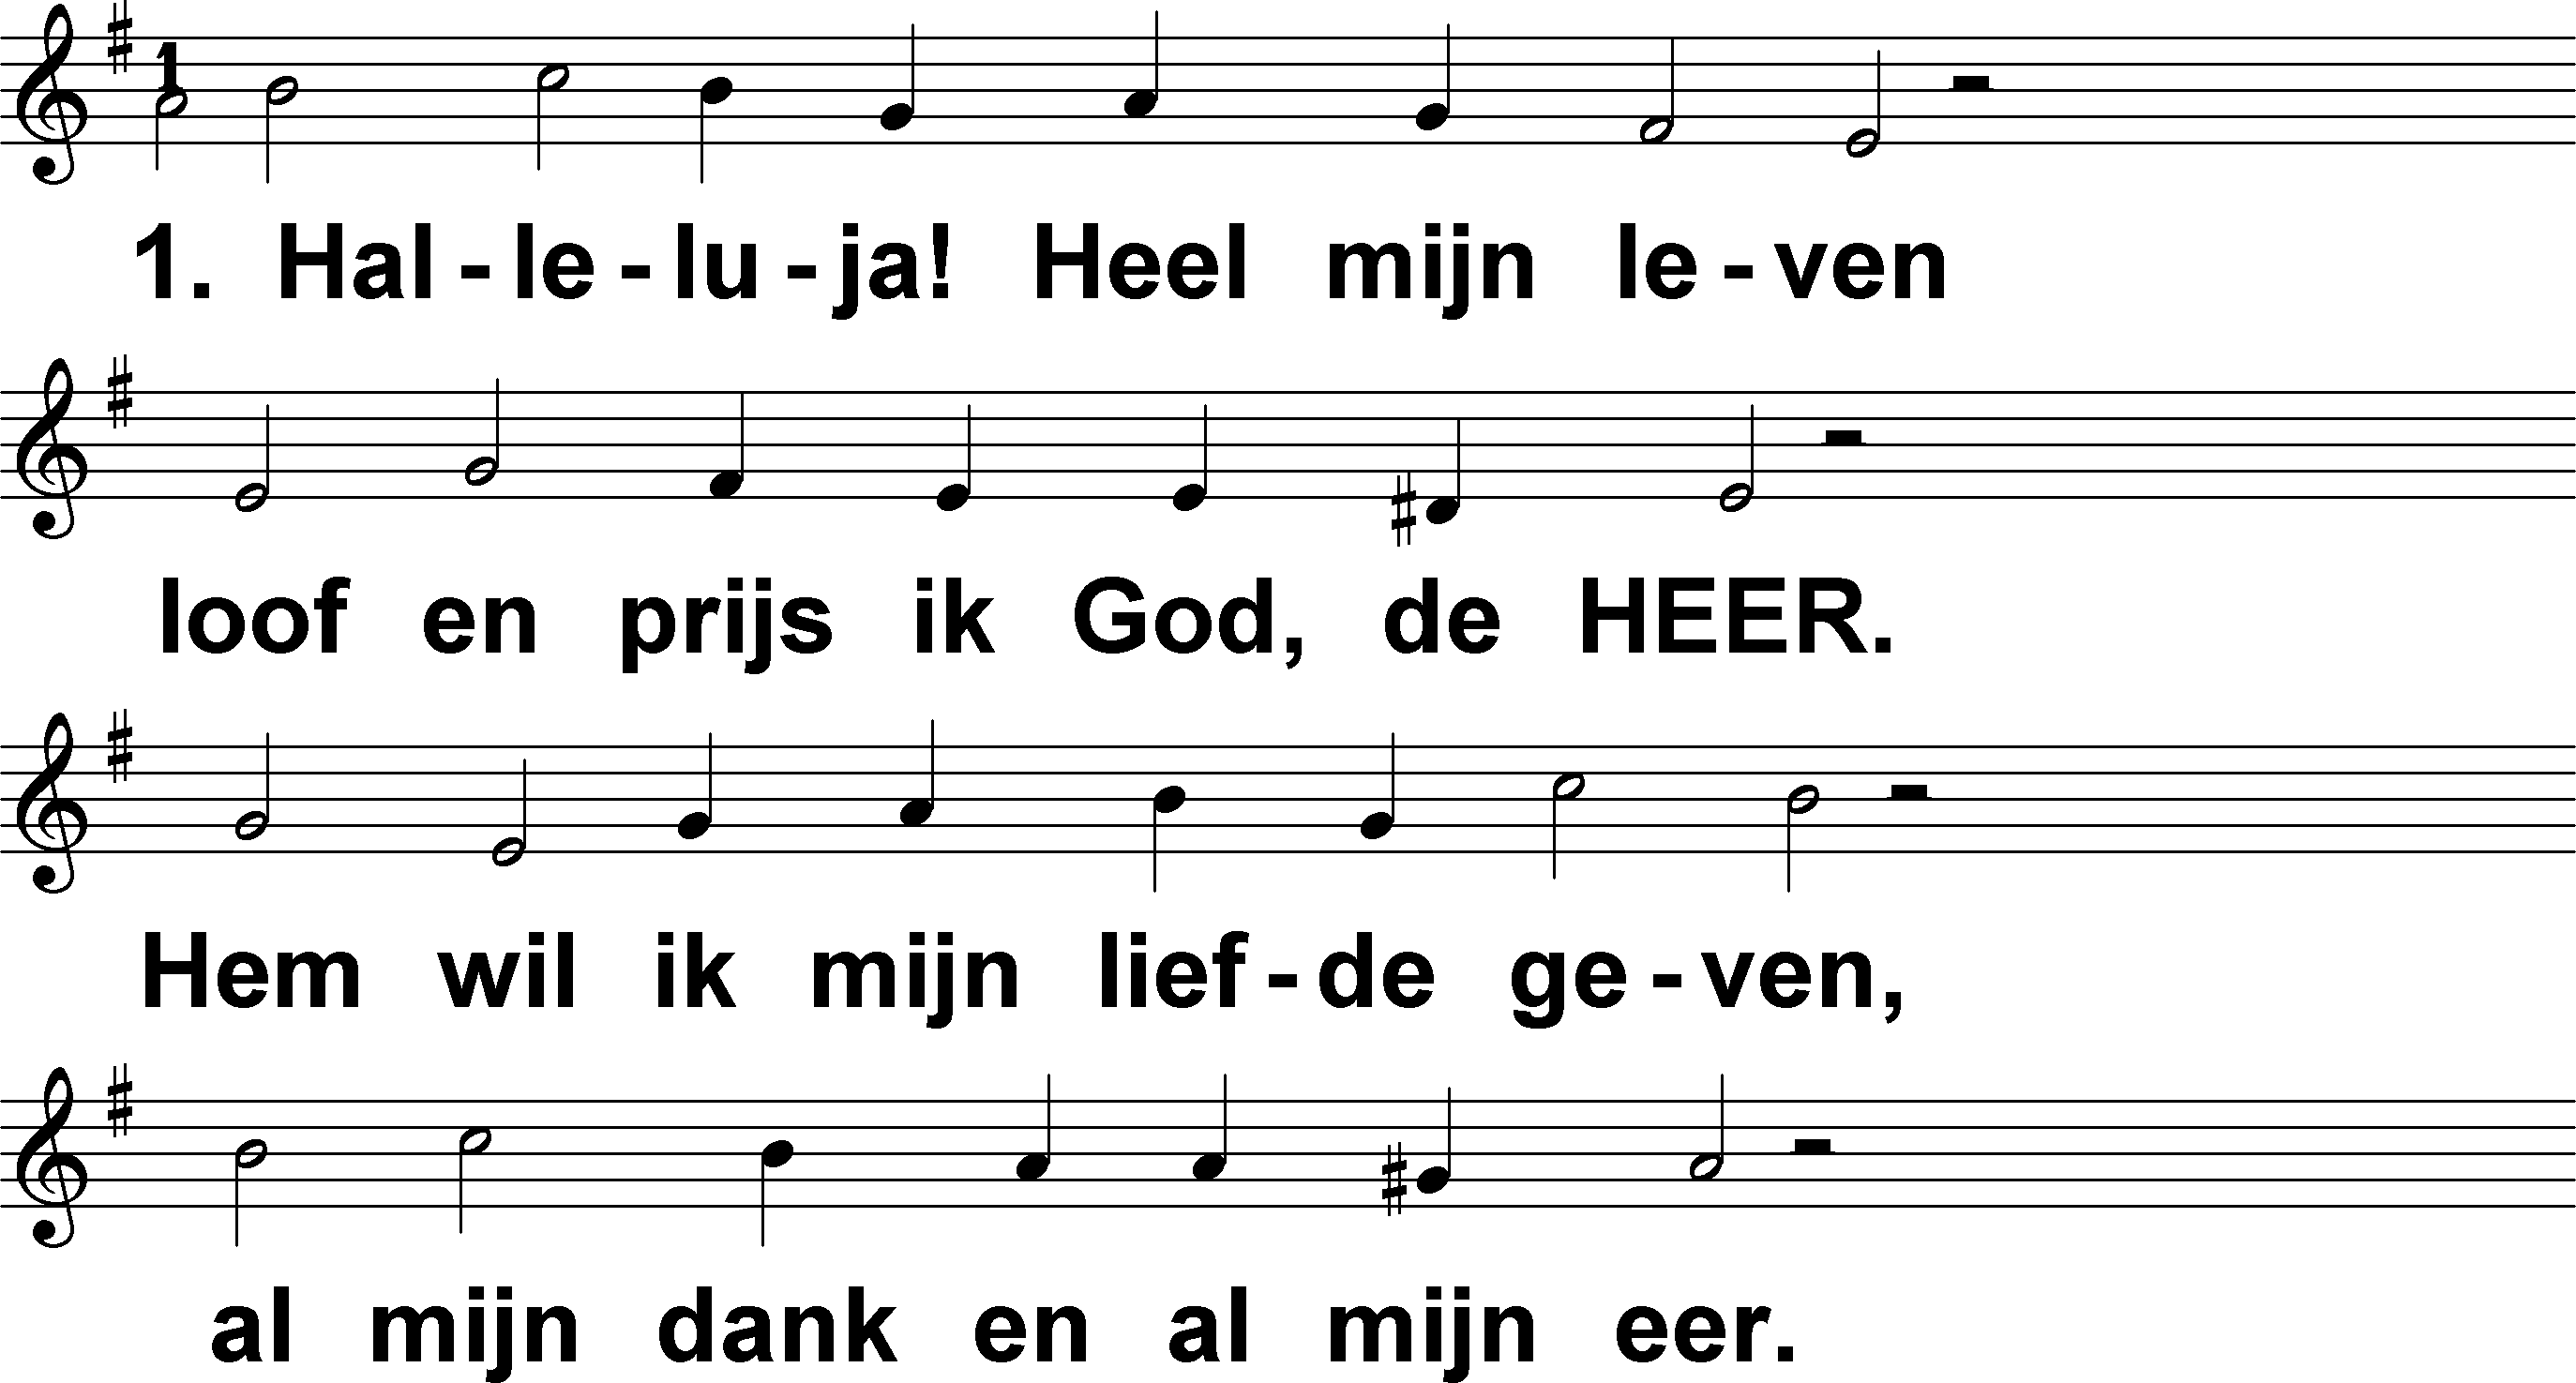 1
1. Hal - le - lu - ja! Heel mijn le - ven
loof en prijs ik God, de HEER.
Hem wil ik mijn lief - de ge - ven,
al mijn dank en al mijn eer.